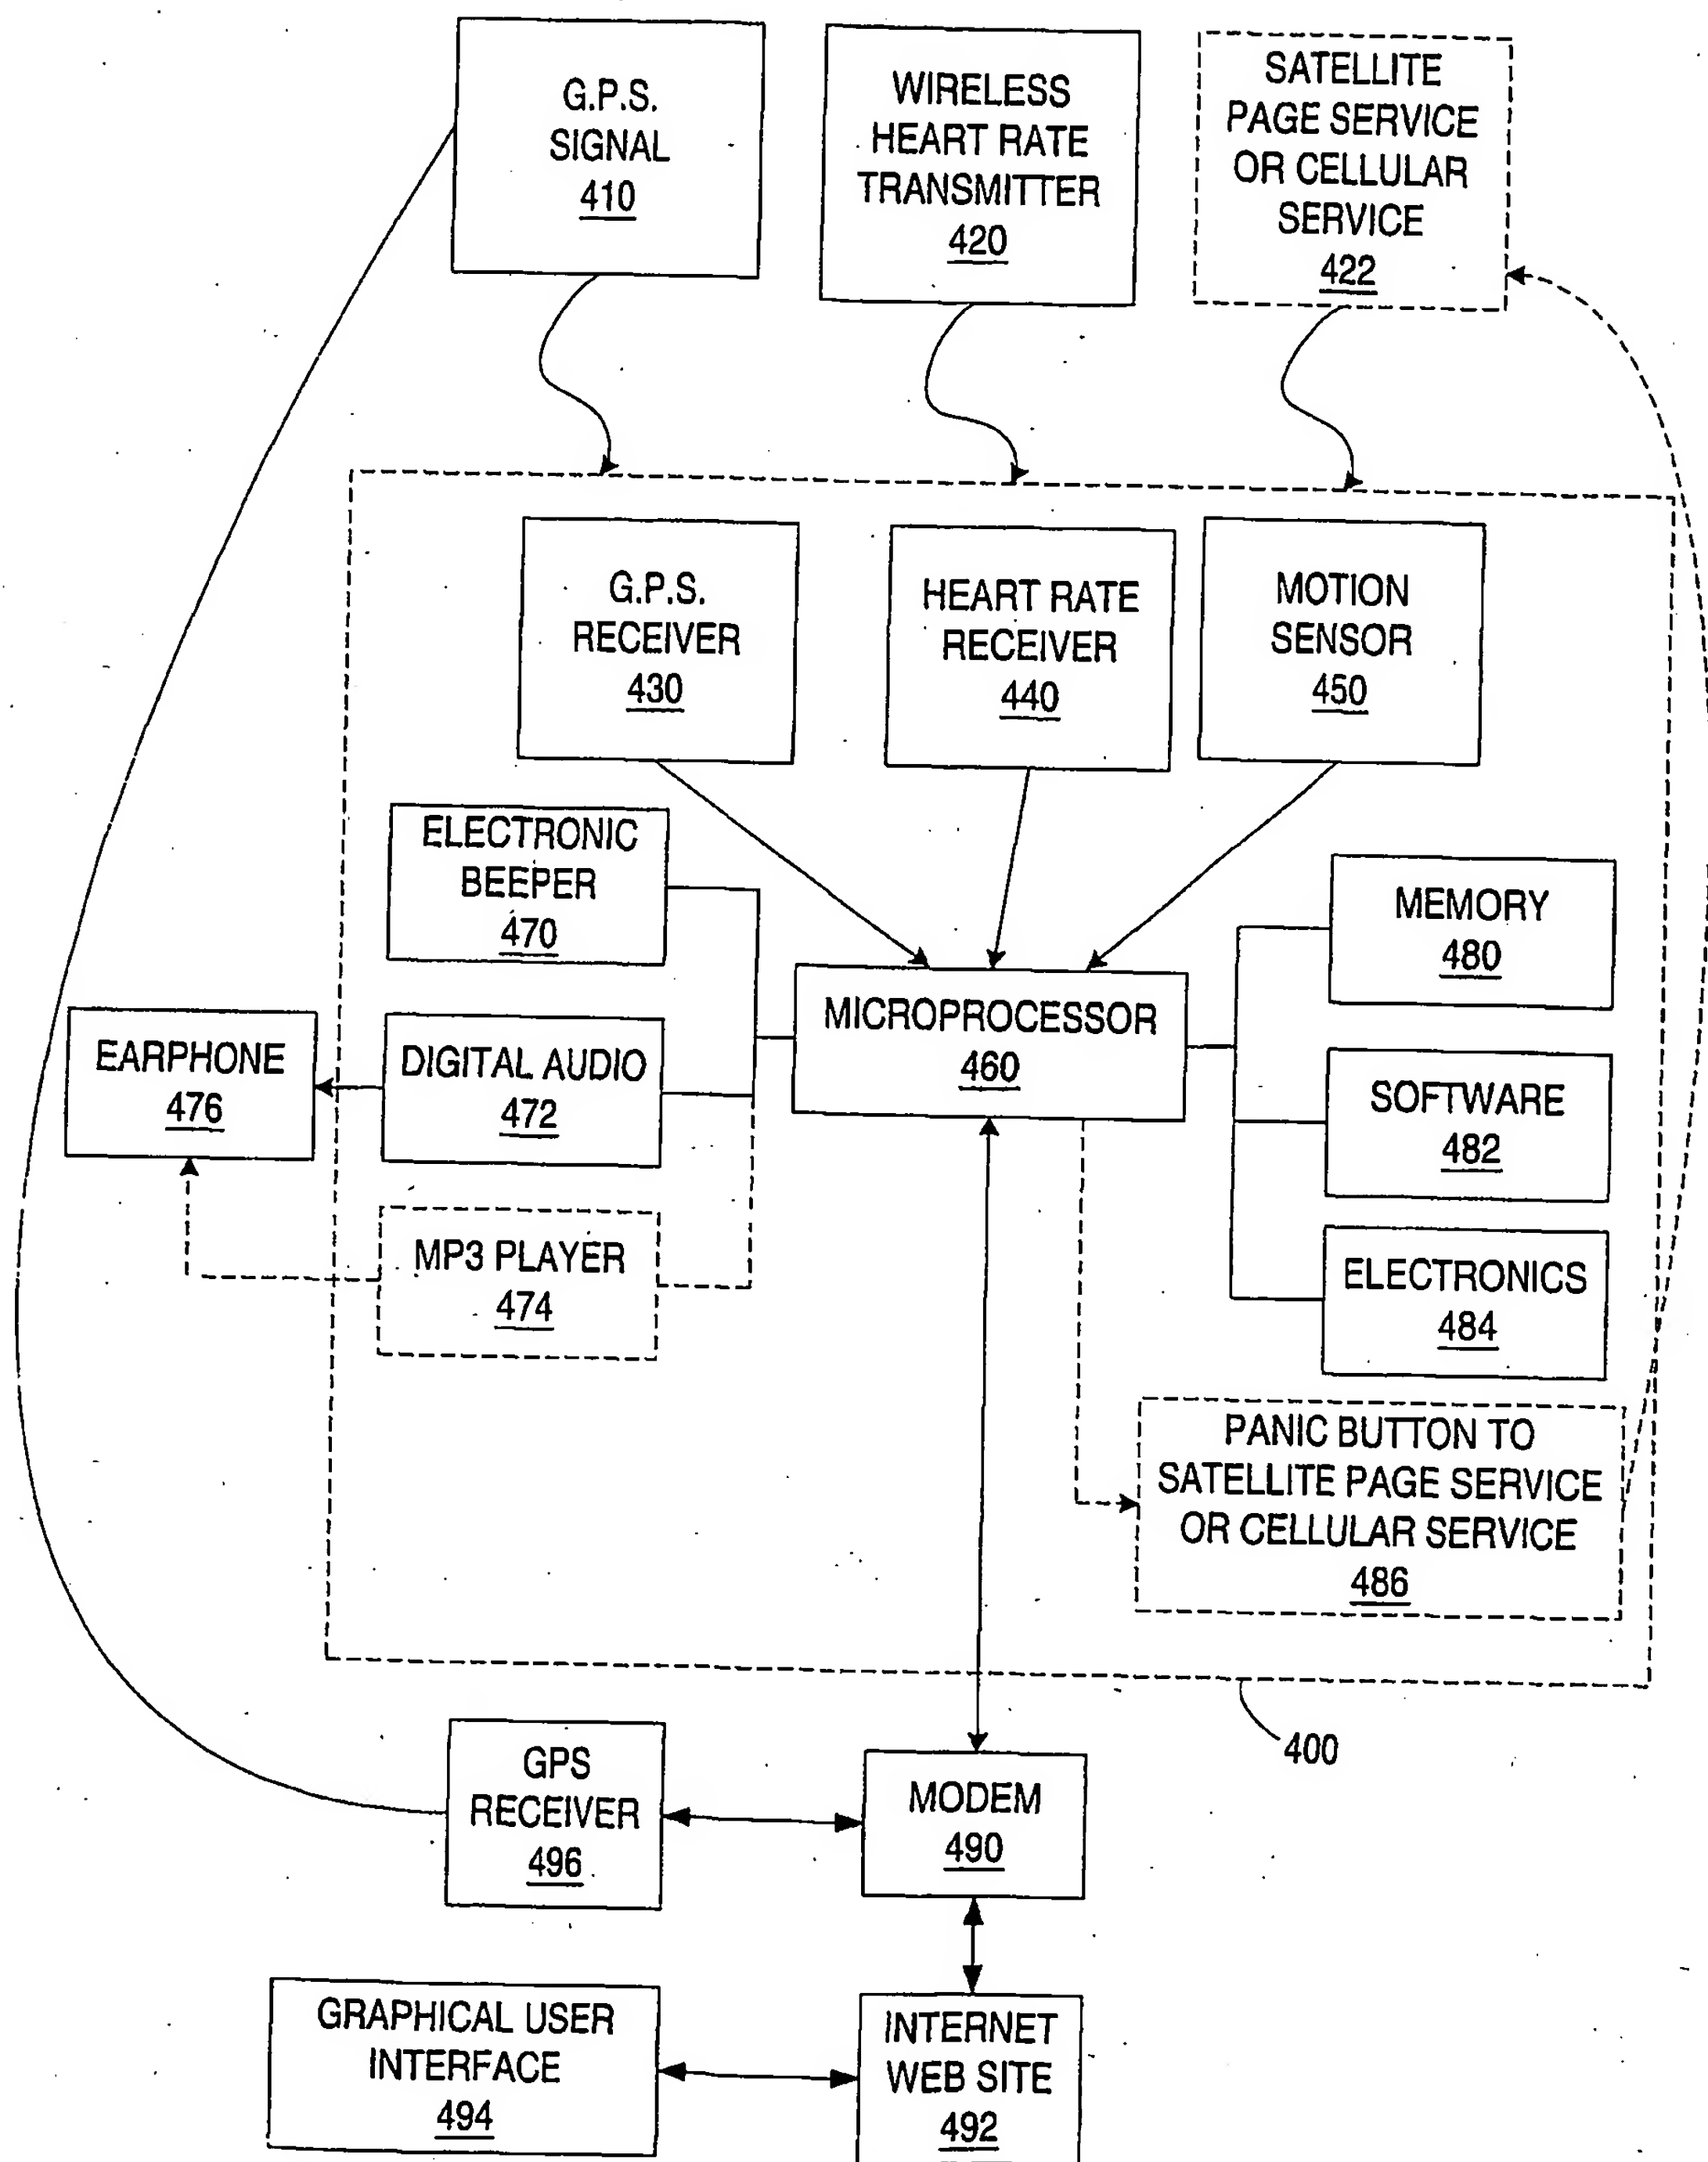 G.P.S.
SIGNAL
410
WIRELESS
HEART RATE
TRANSMITTER
420
SATELLITE
PAGE SERVICE
OR CELLULAR
SERVICE
422
G.P.S.
RECEIVER
430
HEART RATE
RECEIVER
440
MOTION
SENSOR
450
ELECTRONIC
BEEPER
470
MEMORY
480
MICROPROCESSOR
460
EARPHONE
476
DIGITAL AUDIO
472
SOFTWARE
482
MP3 PLAYER
474
ELECTRONICS
484
PANIC BUTTON TO
SATELLITE PAGE SERVICE
OR CELLULAR SERVICE
486
400
GPS
RECEIVER
496
MODEM
490
GRAPHICAL USER
INTERFACE
494
INTERNET
WEB SITE
492